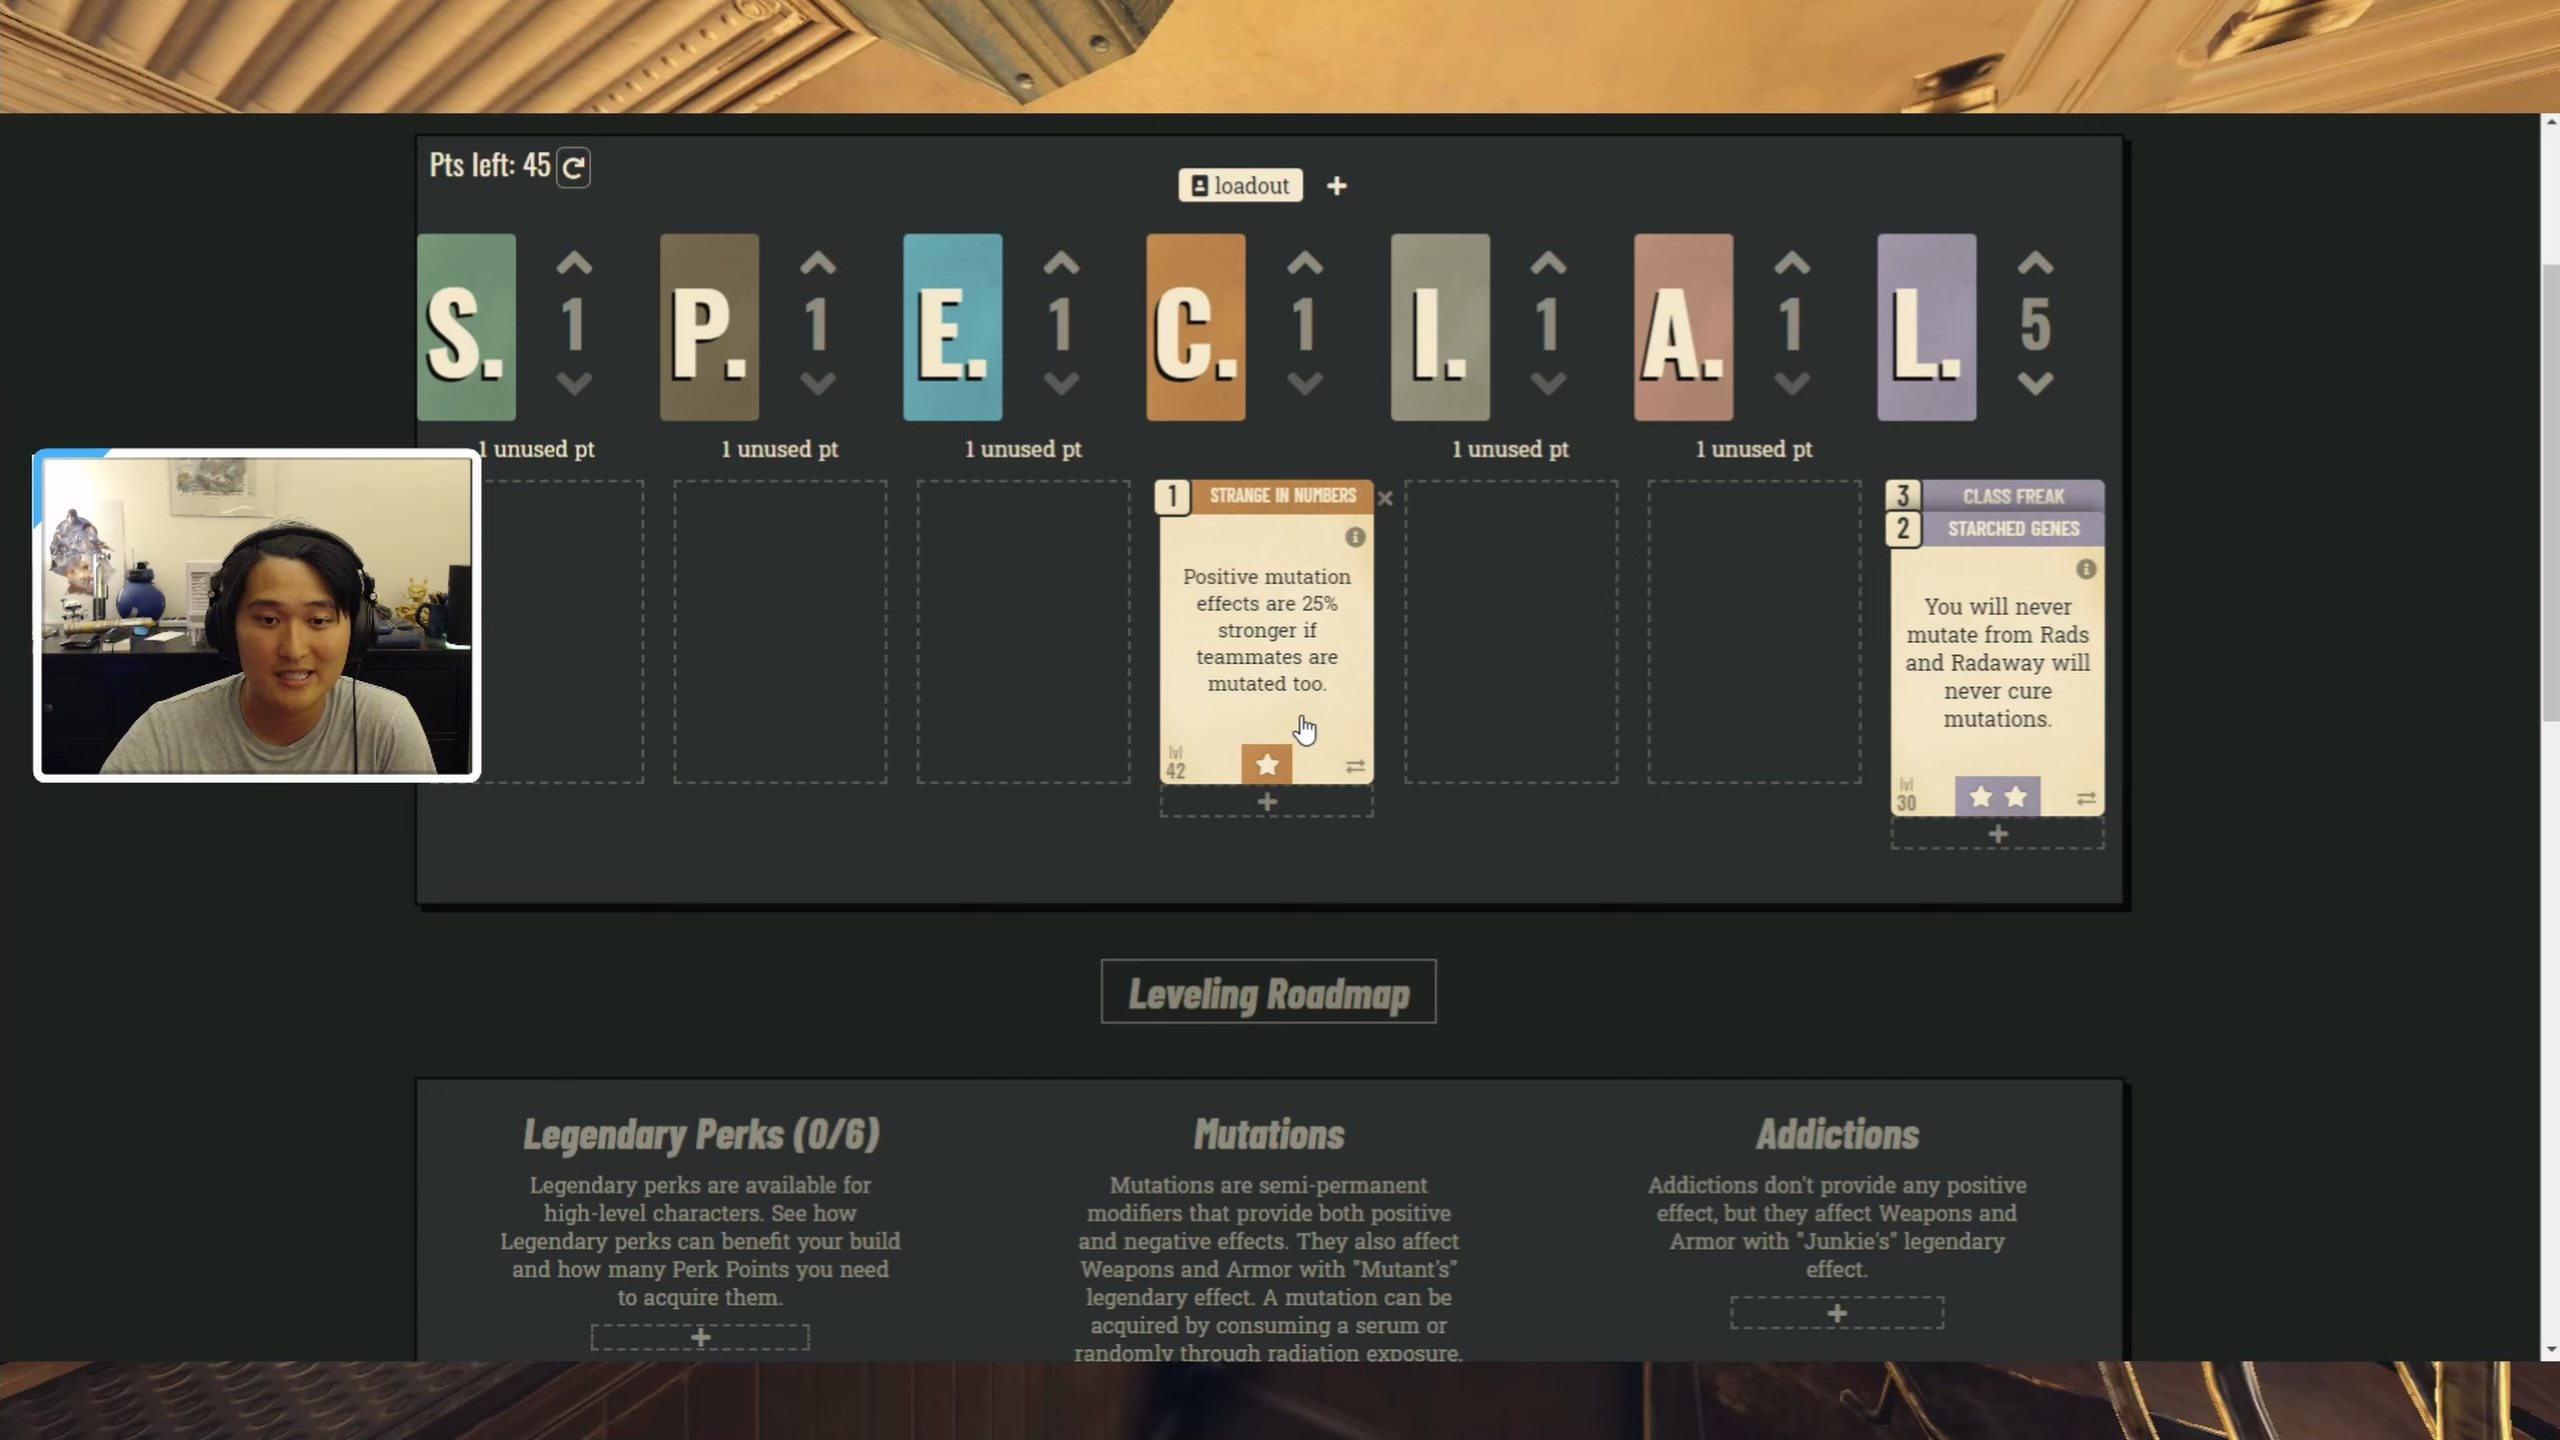 Pts left: 45
loadout
S. 1 P. 1 E. 1 C. 1 I. 1 A. 1 L. 5
1 unused pt
1 unused pt
1 unused pt
1 unused pt
1 unused pt
1 STRANGE IN NUMBERS
Positive mutation
effects are 25%
stronger if
teammates are
mutated too.
lvl
42
3 CLASS FREAK
2 STARCHED GENES
You will never
mutate from Rads
and Radaway will
never cure
mutations.
lvl
30
Leveling Roadmap
Legendary Perks (0/6)
Legendary perks are available for
high-level characters. See how
Legendary perks can benefit your build
and how many Perk Points you need
to acquire them.
Mutations
Mutations are semi-permanent
modifiers that provide both positive
and negative effects. They also affect
Weapons and Armor with "Mutant's"
legendary effect. A mutation can be
acquired by consuming a serum or
randomly through radiation exposure.
Addictions
Addictions don't provide any positive
effect, but they affect Weapons and
Armor with "Junkie's" legendary
effect.